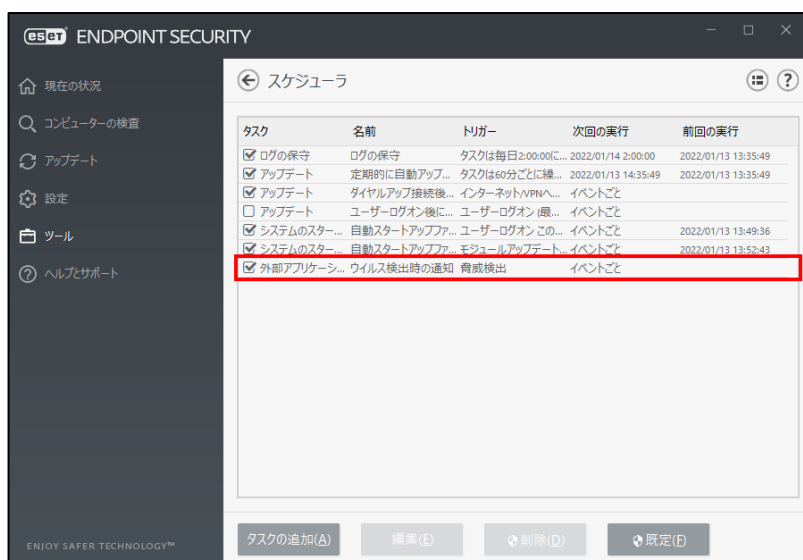 eset ENDPOINT SECURITY
現在の状況
コンピューターの検査
アップデート
設定
ツール
ヘルプとサポート
ENJOY SAFER TECHNOLOGY™
スケジューラ
タスク 名前 トリガー 次回の実行 前回の実行
ログの保守 ログの保守 タスクは毎日2:00:00に... 2022/01/14 2:00:00 2022/01/13 13:35:49
アップデート 定期的に自動アップ... タスクは60分ごとに繰... 2022/01/13 14:35:49 2022/01/13 13:35:49
アップデート ダイヤルアップ接続後... インターネット/VPNへ... イベントごと
アップデート ユーザーログオン後に... ユーザーログオン (最... イベントごと
システムのスター... 自動スタートアップファ... ユーザーログオン この... イベントごと 2022/01/13 13:49:36
システムのスター... 自動スタートアップファ... モジュールアップデート... イベントごと 2022/01/13 13:52:43
外部アプリケーシ... ウイルス検出時の通知 脅威検出 イベントごと
タスクの追加(A) 編集(E) 削除(D) 既定(F)